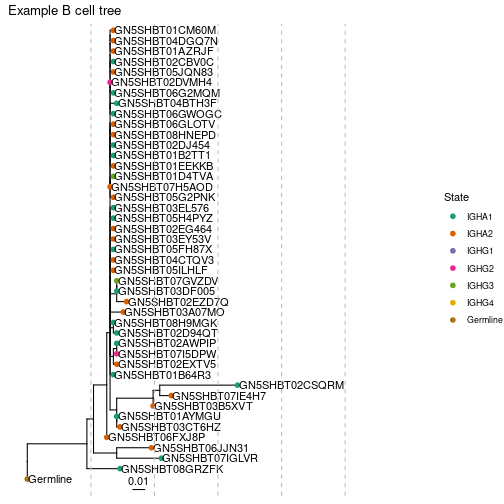 Example B cell tree
GN5SHBT01CM60M
GN5SHBT04DGQ7N
GN5SHBT01AZRJF
GN5SHBT02CBV0C
GN5SHBT05JQN83
GN5SHBT02DVMH4
GN5SHBT06G2MQM
GN5SHBT04BTH3F
GN5SHBT06GWOGC
GN5SHBT06GLOTV
GN5SHBT08HNEPD
GN5SHBT02DJ454
GN5SHBT01B2TT1
GN5SHBT01EEKKB
GN5SHBT01D4TVA
GN5SHBT07H5AOD
GN5SHBT05G2PNK
GN5SHBT03EL576
GN5SHBT05H4PYZ
GN5SHBT02EG464
GN5SHBT03EY53V
GN5SHBT05FH87X
GN5SHBT04CTQV3
GN5SHBT05ILHLF
GN5SHBT07GVZDV
GN5SHBT03DF005
GN5SHBT02EZD7Q
GN5SHBT03A07MO
GN5SHBT08H9MGK
GN5SHBT02D94QT
GN5SHBT02AWPIP
GN5SHBT07I5DPW
GN5SHBT02EXTV5
GN5SHBT01B64R3
GN5SHBT02CSQRM
GN5SHBT07IE4H7
GN5SHBT03B5XVT
GN5SHBT01AYMGU
GN5SHBT03CT6HZ
GN5SHBT06FXJ8P
GN5SHBT06JJN31
GN5SHBT07IGLVR
GN5SHBT08GRZFK
Germline
0.01
State
IGHA1
IGHA2
IGHG1
IGHG2
IGHG3
IGHG4
Germline